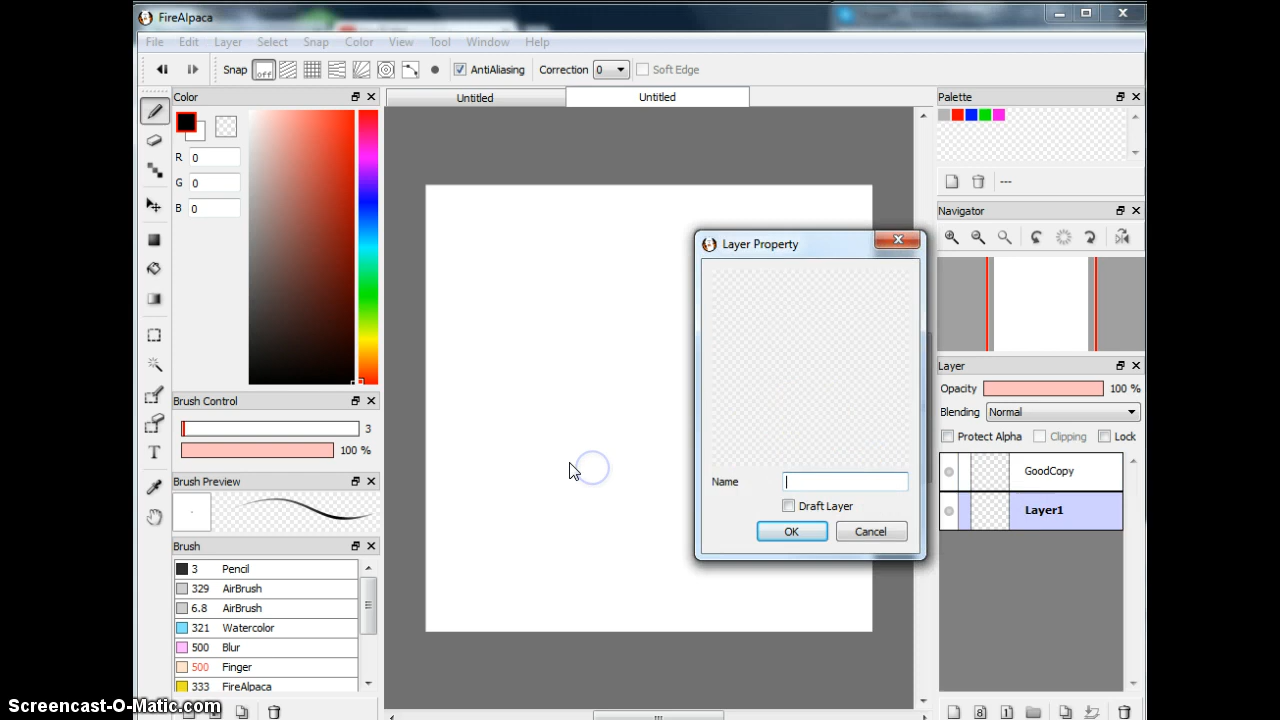 FireAlpaca
File Edit Layer Select Snap Color View Tool Window Help
Snap off AntiAliasing Correction 0 Soft Edge
Color Untitled Untitled Palette
R 0
G 0
B 0
---
Navigator
Layer Property
Layer
Opacity 100 %
Brush Control Blending Normal
3 Protect Alpha Clipping Lock
100 %
GoodCopy
Brush Preview Name
Draft Layer Layer1
OK Cancel
Brush
3 Pencil
329 AirBrush
6.8 AirBrush
321 Watercolor
500 Blur
500 Finger
333 FireAlpaca
Screencast-O-Matic.com
8 1